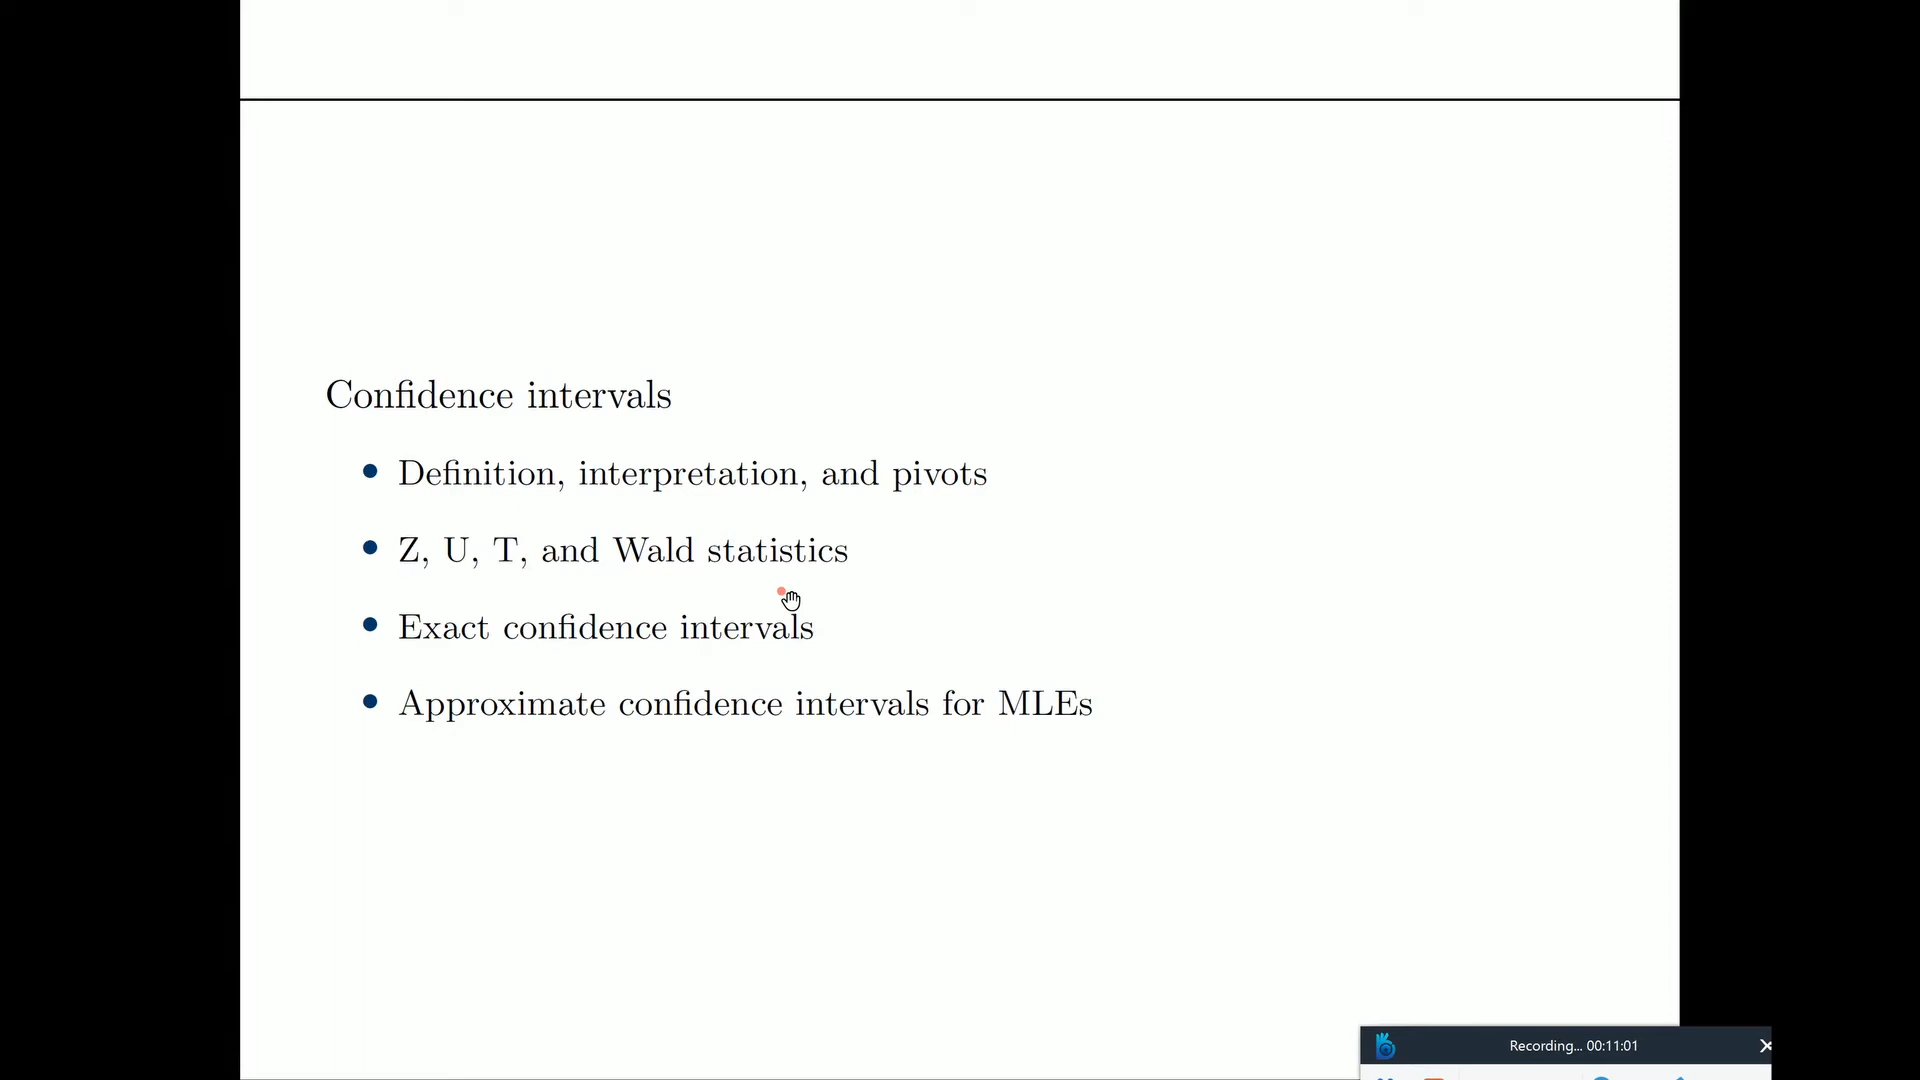 Confidence intervals
Definition, interpretation, and pivots
Z, U, T, and Wald statistics
Exact confidence intervals
Approximate confidence intervals for MLEs
Recording... 00:11:01